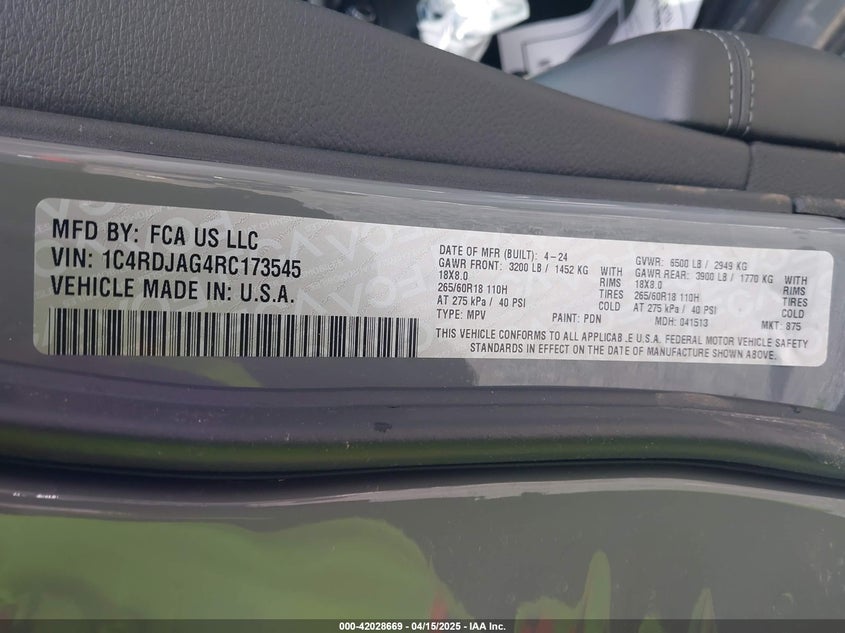 MFD BY: FCA US LLC
VIN: 1C4RDJAG4RC173545
VEHICLE MADE IN: U.S.A.
DATE OF MFR (BUILT): 4-24
GAWR FRONT: 3200 LB / 1452 KG WITH
18X8.0 RIMS
265/60R18 110H TIRES
AT 275 kPa / 40 PSI COLD
TYPE: MPV PAINT: PDN
GVWR: 6500 LB / 2949 KG
GAWR REAR: 3900 LB / 1770 KG WITH
18X8.0 RIMS
265/60R18 110H TIRES
AT 275 kPa / 40 PSI COLD
MDH: 041513 MKT: 875
THIS VEHICLE CONFORMS TO ALL APPLICABLE U.S.A. FEDERAL MOTOR VEHICLE SAFETY
STANDARDS IN EFFECT ON THE DATE OF MANUFACTURE SHOWN ABOVE.
000-42028669 - 04/15/2025 - IAA Inc.